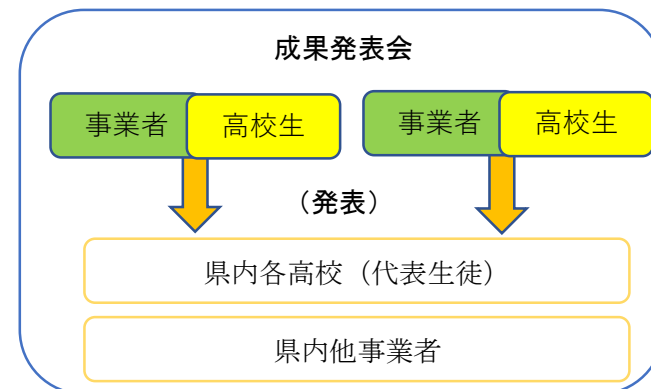 成果発表会
事業者 高校生 事業者 高校生
（発表）
県内各高校（代表生徒）
県内他事業者